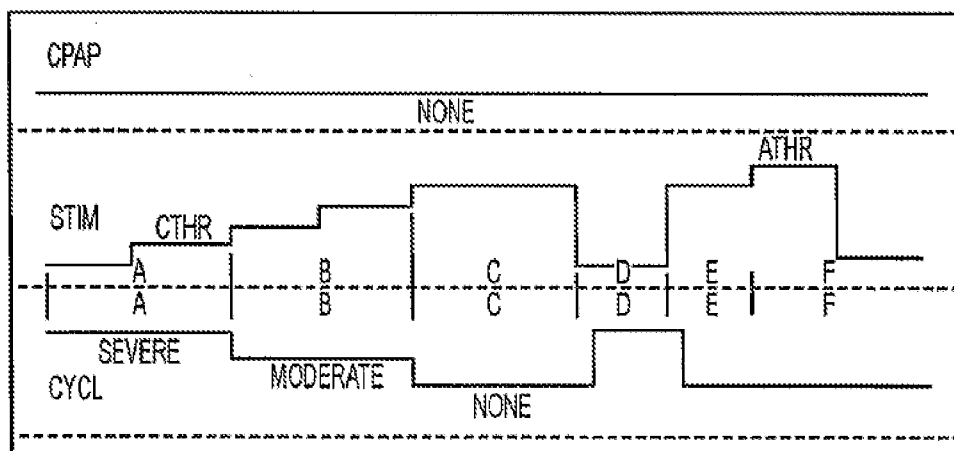 CPAP
NONE
ATHR
STIM
CTHR
A B C D E F
A B C D E F
SEVERE
MODERATE
CYCL
NONE